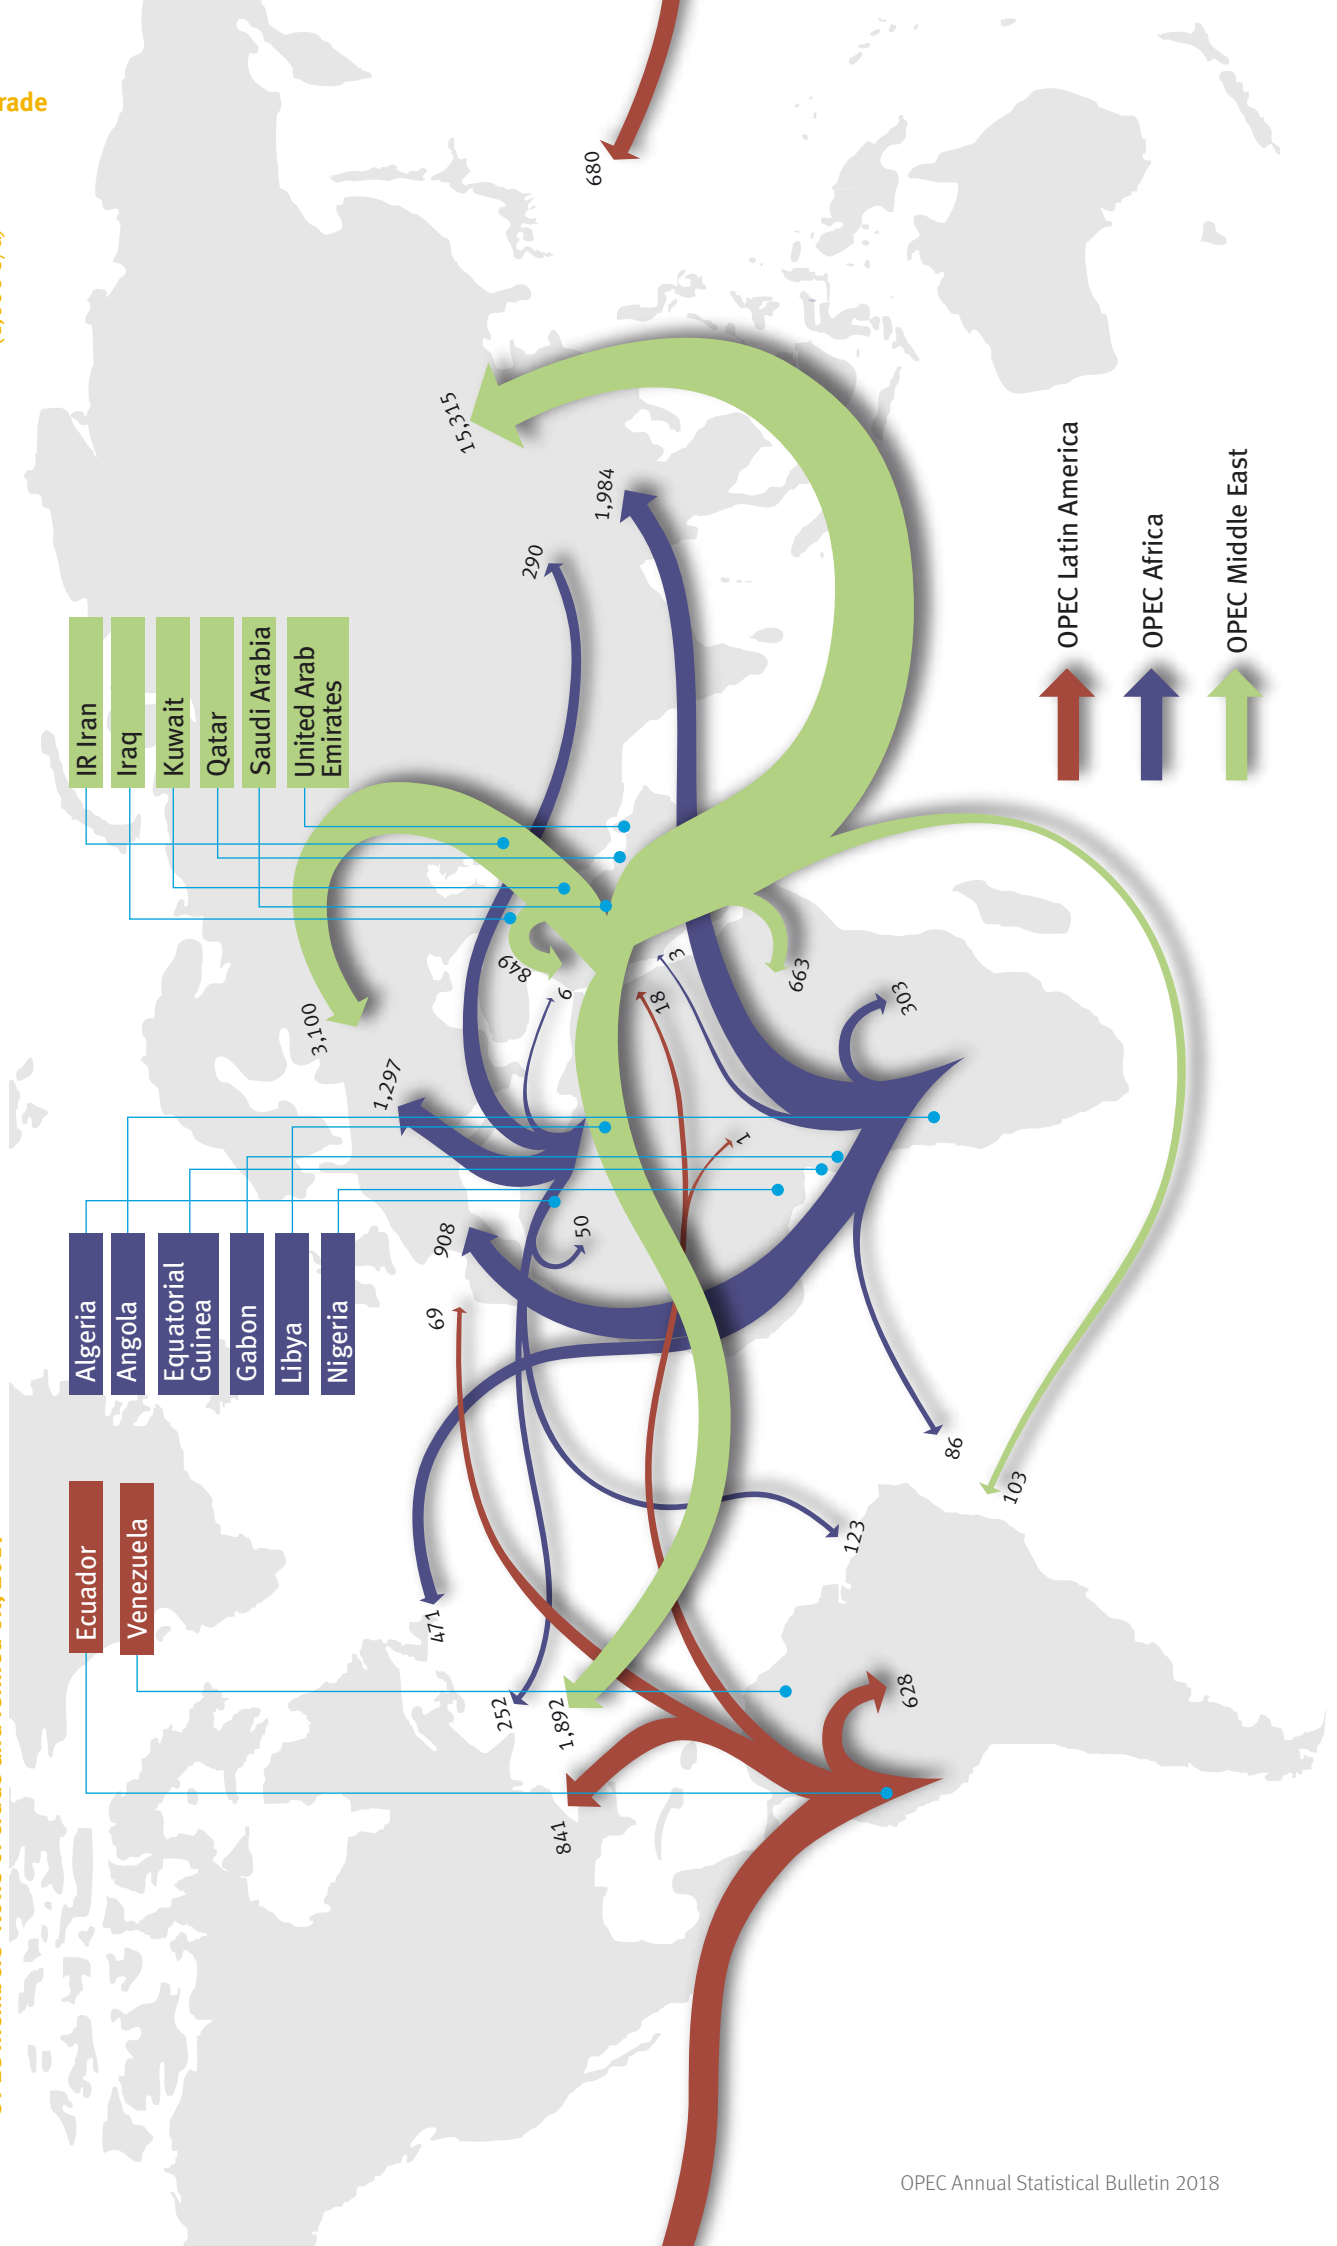 rade
IR Iran
Iraq
Kuwait
Qatar
Saudi Arabia
United Arab
Emirates
Algeria
Angola
Equatorial
Guinea
Gabon
Libya
Nigeria
Ecuador
Venezuela
680
15,315
1,984
290
3,100
849
6
3
18
663
303
1,297
1
908
50
69
86
103
123
471
252
1,892
628
841
OPEC Latin America
OPEC Africa
OPEC Middle East
OPEC Annual Statistical Bulletin 2018